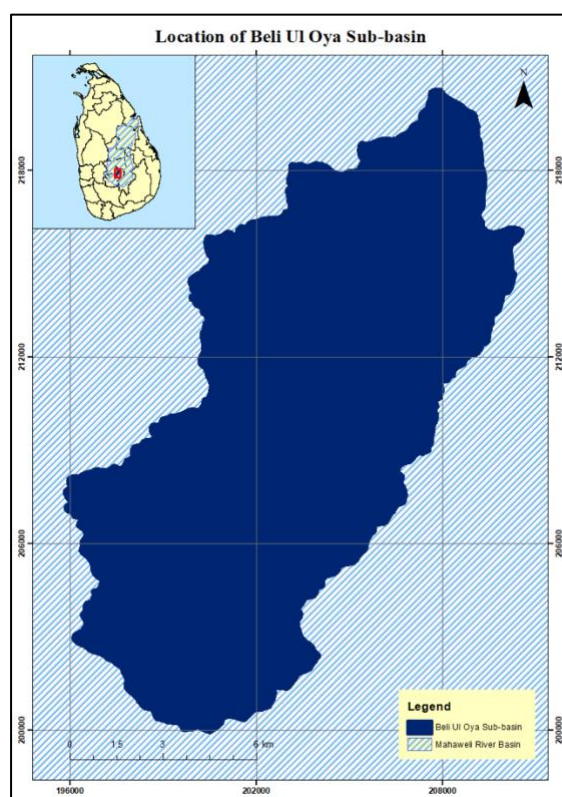 Location of Beli Ul Oya Sub-basin
N
218000
218000
212000
212000
206000
206000
200000
200000
Legend
Beli Ul Oya Sub-basin
Mahaweli River Basin
0 1.5 3 6 km
196000 202000 208000